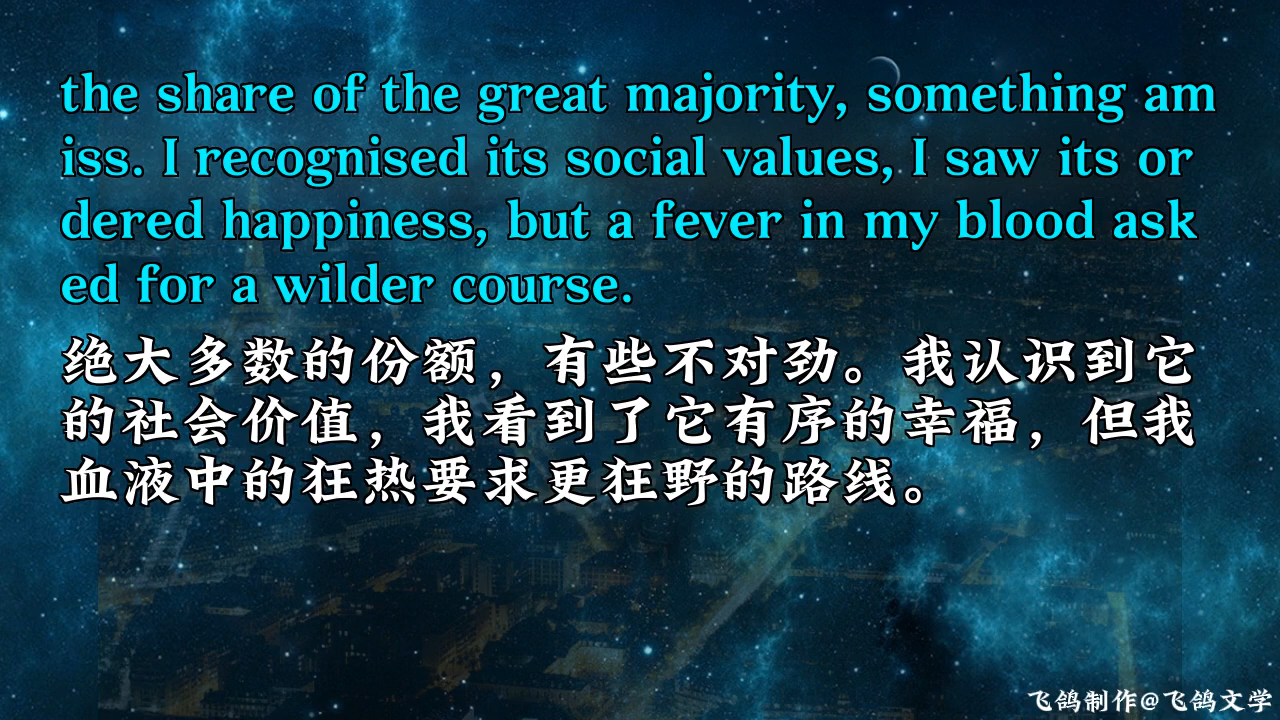 the share of the great majority, something am
iss. I recognised its social values, I saw its or
dered happiness, but a fever in my blood ask
ed for a wilder course.
绝大多数的份额，有些不对劲。我认识到它
的社会价值，我看到了它有序的幸福，但我
血液中的狂热要求更狂野的路线。
飞鸽制作@飞鸽文学